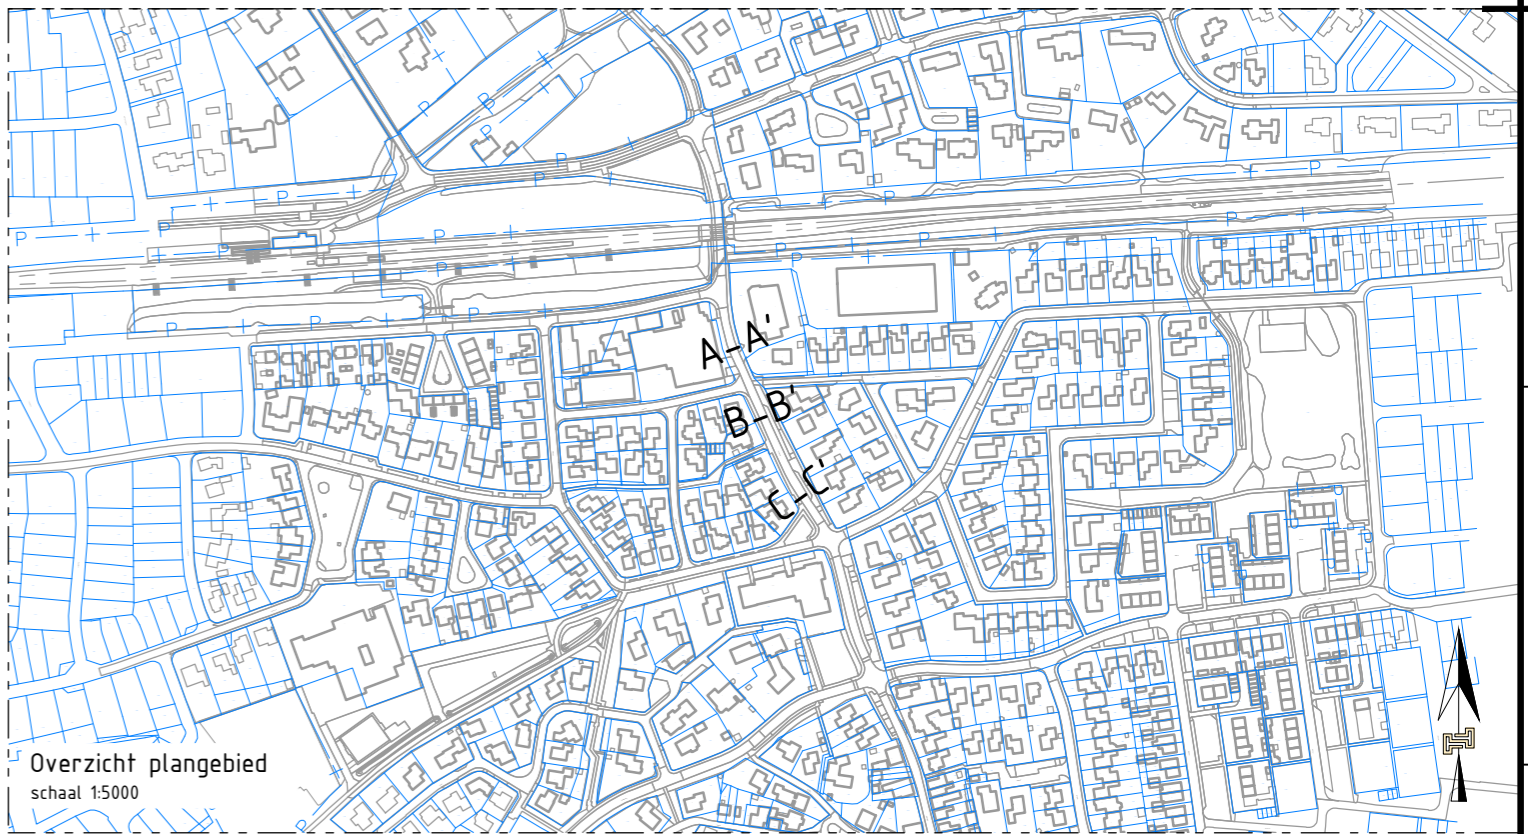 A-A'
B-B'
C-C'
Overzicht plangebied
schaal 1:5000